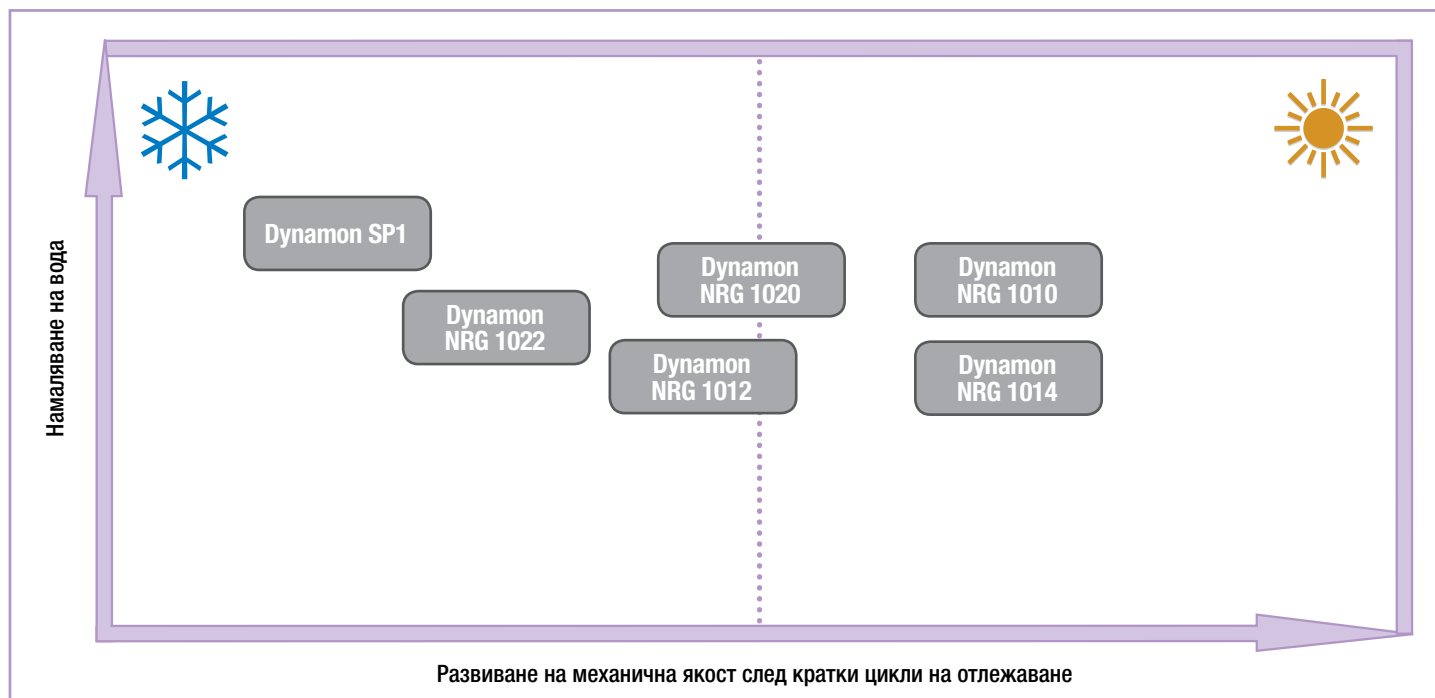 Намаляване на вода
Dynamon SP1
Dynamon
NRG 1022
Dynamon
NRG 1020
Dynamon
NRG 1012
Dynamon
NRG 1010
Dynamon
NRG 1014
Развиване на механична якост след кратки цикли на отлежаване